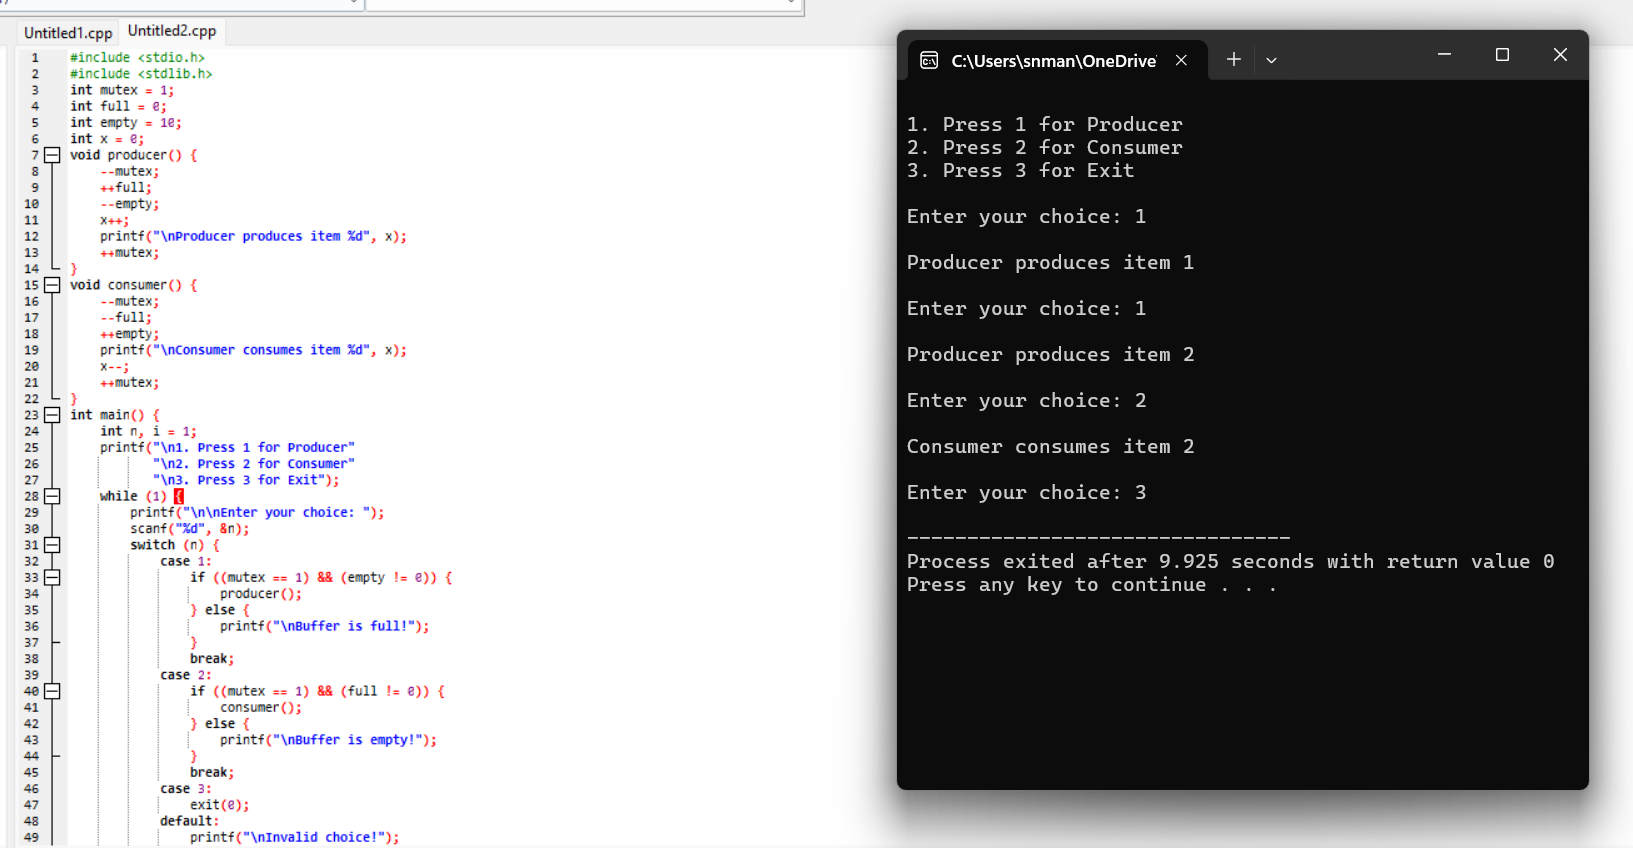 Untitled1.cpp Untitled2.cpp
1 #include <stdio.h>
2 #include <stdlib.h>
3 int mutex = 1;
4 int full = 0;
5 int empty = 10;
6 int x = 0;
7 void producer() {
8 --mutex;
9 ++full;
10 --empty;
11 x++;
12 printf("\nProducer produces item %d", x);
13 ++mutex;
14 }
15 void consumer() {
16 --mutex;
17 --full;
18 ++empty;
19 printf("\nConsumer consumes item %d", x);
20 x--;
21 ++mutex;
22 }
23 int main() {
24 int n, i = 1;
25 printf("\n1. Press 1 for Producer"
26 "\n2. Press 2 for Consumer"
27 "\n3. Press 3 for Exit");
28 while (1) {
29 printf("\n\nEnter your choice: ");
30 scanf("%d", &n);
31 switch (n) {
32 case 1:
33 if ((mutex == 1) && (empty != 0)) {
34 producer();
35 } else {
36 printf("\nBuffer is full!");
37 }
38 break;
39 case 2:
40 if ((mutex == 1) && (full != 0)) {
41 consumer();
42 } else {
43 printf("\nBuffer is empty!");
44 }
45 break;
46 case 3:
47 exit(0);
48 default:
49 printf("\nInvalid choice!");
C:\Users\snman\OneDrive
1. Press 1 for Producer
2. Press 2 for Consumer
3. Press 3 for Exit
Enter your choice: 1
Producer produces item 1
Enter your choice: 1
Producer produces item 2
Enter your choice: 2
Consumer consumes item 2
Enter your choice: 3
--------------------------------
Process exited after 9.925 seconds with return value 0
Press any key to continue . . .